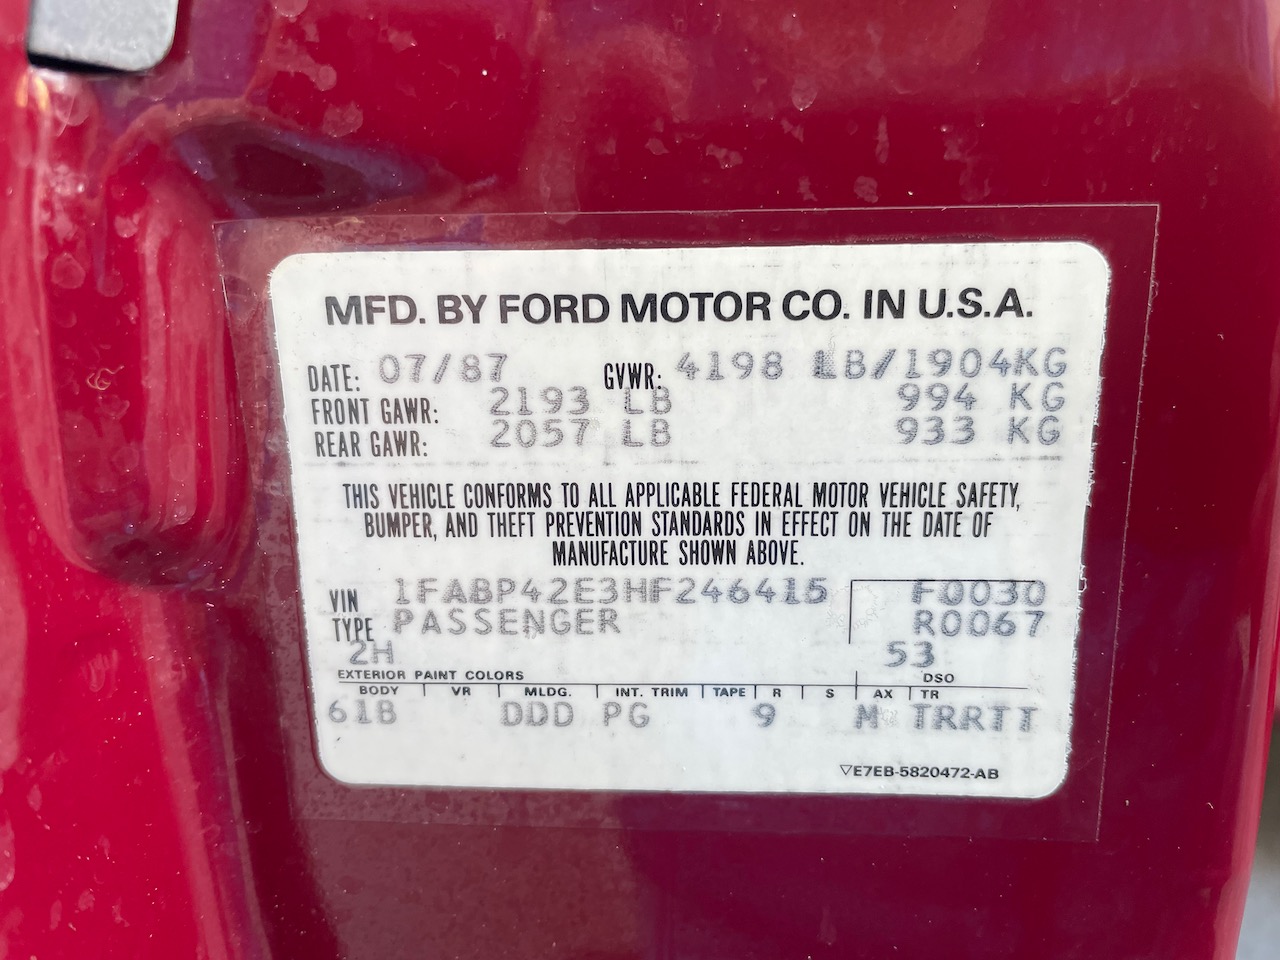 MFD. BY FORD MOTOR CO. IN U.S.A.
DATE: 07/87 GVWR: 4198 LB/1904KG
FRONT GAWR: 2193 LB 994 KG
REAR GAWR: 2057 LB 933 KG
THIS VEHICLE CONFORMS TO ALL APPLICABLE FEDERAL MOTOR VEHICLE SAFETY,
BUMPER, AND THEFT PREVENTION STANDARDS IN EFFECT ON THE DATE OF
MANUFACTURE SHOWN ABOVE.
VIN 1FABP42E3HF246415 F0030
TYPE PASSENGER R0067
2H 53
EXTERIOR PAINT COLORS DSO
BODY VR MLDG. INT. TRIM TAPE R S AX TR
61B DDD PG 9 M TRRTT
▽E7EB-5820472-AB